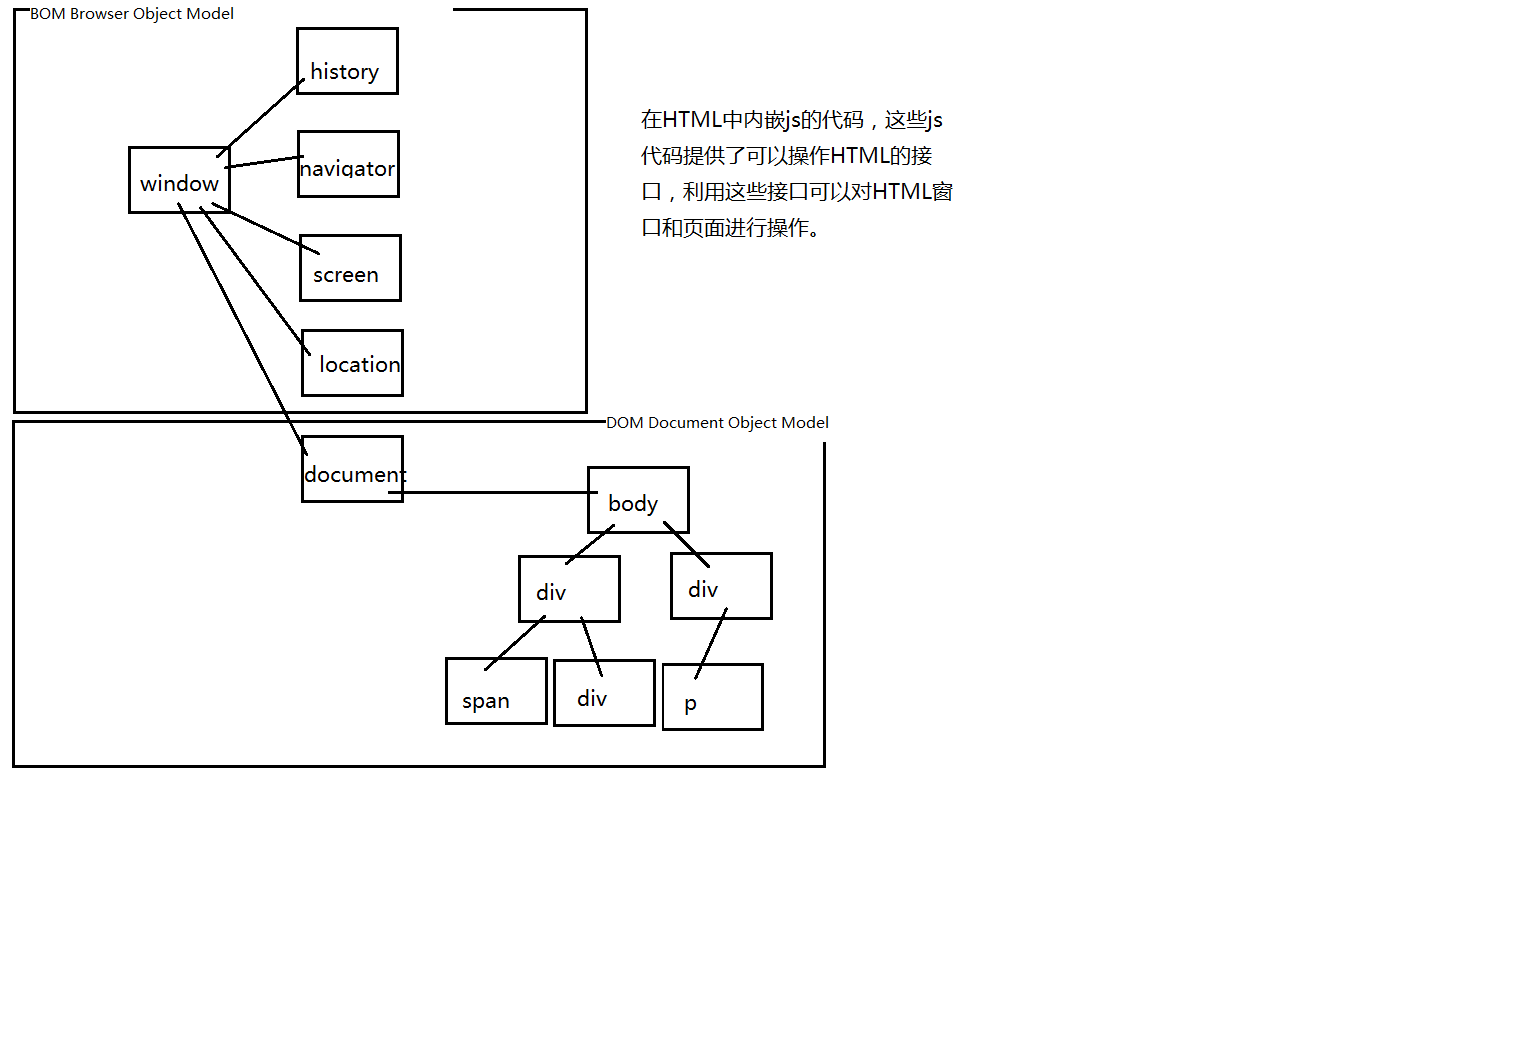 BOM Browser Object Model
history
navigator
window
screen
location
在HTML中内嵌js的代码，这些js
代码提供了可以操作HTML的接
口，利用这些接口可以对HTML窗
口和页面进行操作。
DOM Document Object Model
document
body
div
div
span
div
p